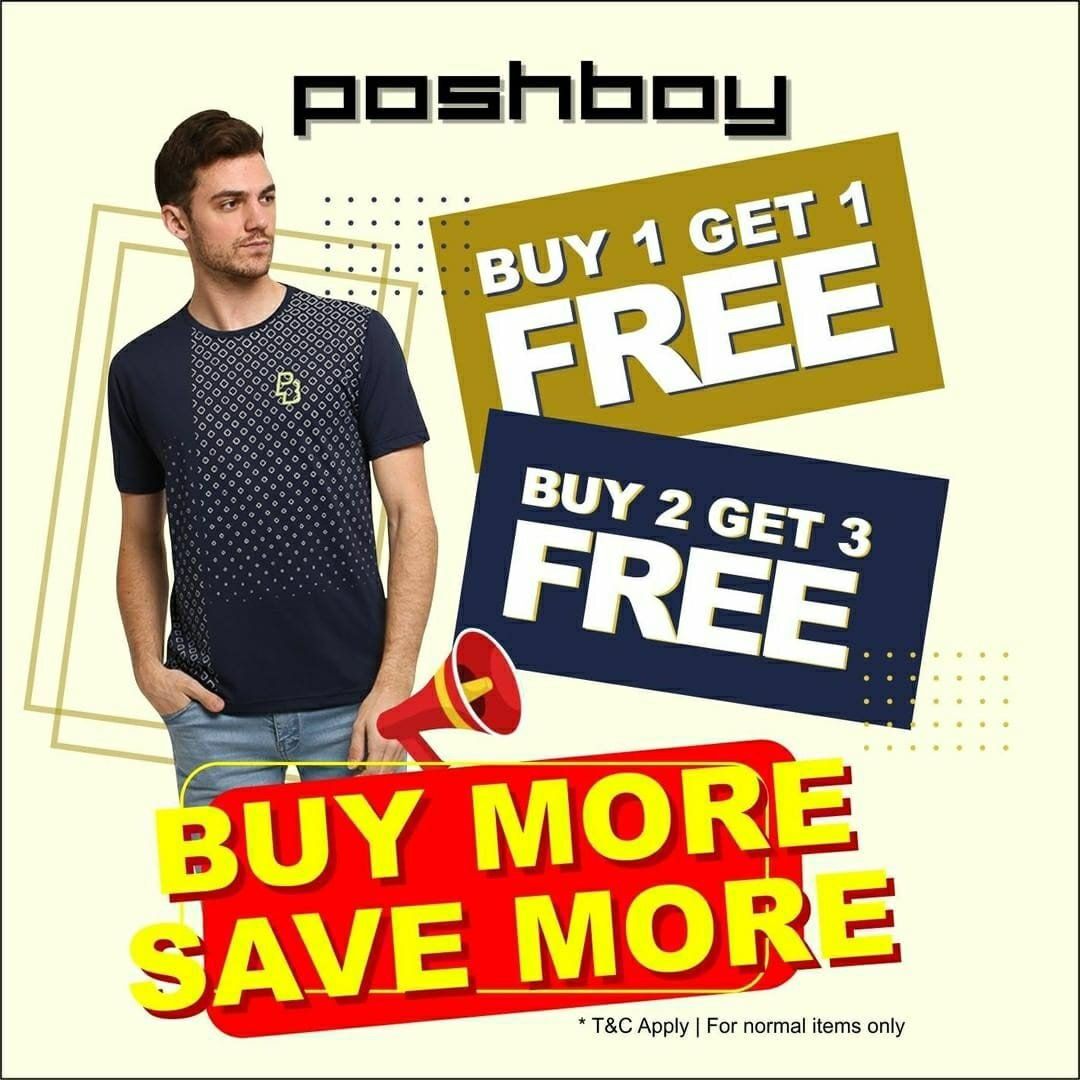 poshboy
BUY 1 GET 1
FREE
BUY 2 GET 3
FREE
BUY MORE
SAVE MORE
* T&C Apply | For normal items only